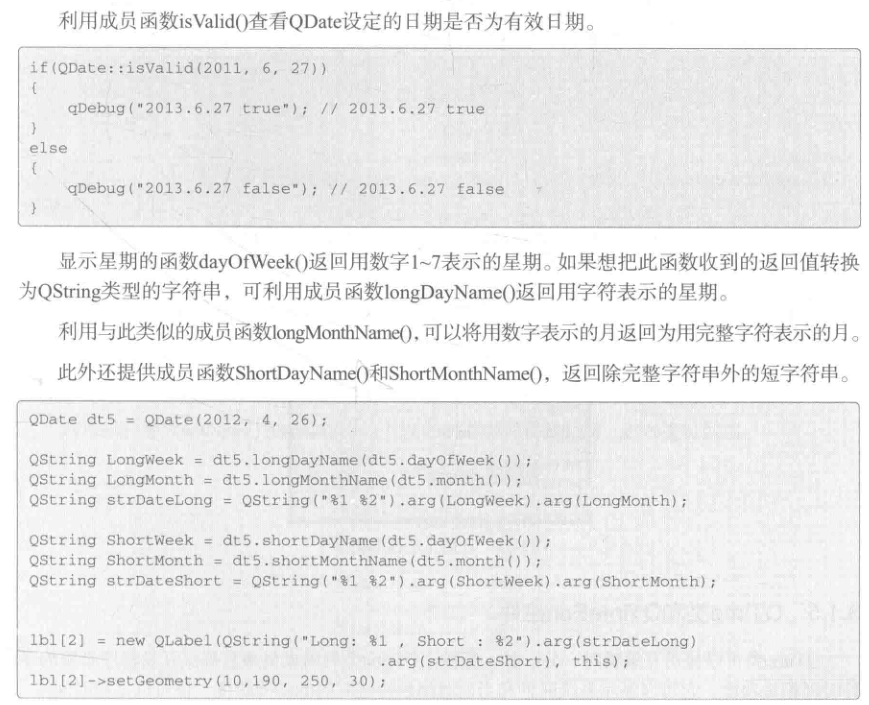 利用成员函数isValid()查看QDate设定的日期是否为有效日期。
if(QDate::isValid(2011, 6, 27))
{
    qDebug("2013.6.27 true"); // 2013.6.27 true
}
else
{
    qDebug("2013.6.27 false"); // 2013.6.27 false
}
显示星期的函数dayOfWeek()返回用数字1~7表示的星期。如果想把此函数收到的返回值转换
为QString类型的字符串，可利用成员函数longDayName()返回用字符表示的星期。
利用与此类似的成员函数longMonthName()，可以将用数字表示的月返回为用完整字符表示的月。
此外还提供成员函数ShortDayName()和ShortMonthName()，返回除完整字符串外的短字符串。
QDate dt5 = QDate(2012, 4, 26);
QString LongWeek = dt5.longDayName(dt5.dayOfWeek());
QString LongMonth = dt5.longMonthName(dt5.month());
QString strDateLong = QString("%1 %2").arg(LongWeek).arg(LongMonth);
QString ShortWeek = dt5.shortDayName(dt5.dayOfWeek());
QString ShortMonth = dt5.shortMonthName(dt5.month());
QString strDateShort = QString("%1 %2").arg(ShortWeek).arg(ShortMonth);
lbl[2] = new QLabel(QString("Long: %1 , Short : %2").arg(strDateLong)
                                    .arg(strDateShort), this);
lbl[2]->setGeometry(10,190, 250, 30);